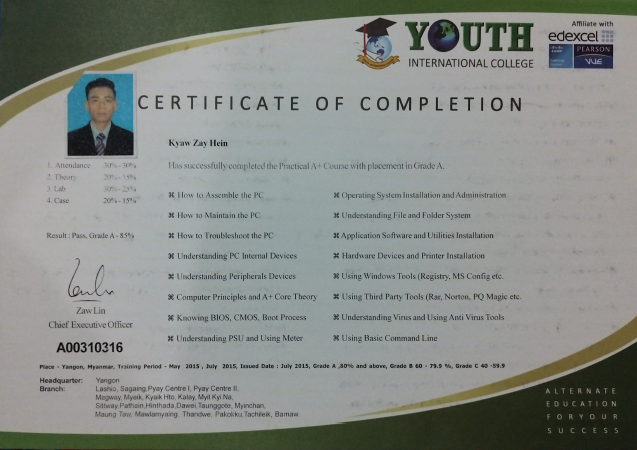 YOUTH
INTERNATIONAL COLLEGE
Affiliate with
edexcel
PEARSON
VUE
CERTIFICATE OF COMPLETION
Kyaw Zay Hein
Has successfully completed the Practical A+ Course with placement in Grade A.
1. Attendance 30% - 30%
2. Theory 20% - 15%
3. Lab 30% - 25%
4. Case 20% - 15%
Result : Pass, Grade A - 85%
⌘ How to Assemble the PC
⌘ How to Maintain the PC
⌘ How to Troubleshoot the PC
⌘ Understanding PC Internal Devices
⌘ Understanding Peripherals Devices
⌘ Computer Principles and A+ Core Theory
⌘ Knowing BIOS, CMOS, Boot Process
⌘ Understanding PSU and Using Meter
⌘ Operating System Installation and Administration
⌘ Understanding File and Folder System
⌘ Application Software and Utilities Installation
⌘ Hardware Devices and Printer Installation
⌘ Using Windows Tools (Registry, MS Config etc.
⌘ Using Third Party Tools (Rar, Norton, PQ Magic etc.
⌘ Understanding Virus and Using Anti Virus Tools
⌘ Using Basic Command Line
Zaw Lin
Chief Executive Officer
A00310316
Place - Yangon, Myanmar, Training Period - May 2015 , July 2015, Issued Date : July 2015, Grade A ,80% and above, Grade B 60 - 79.9 %, Grade C 40 -59.9
Headquarter: Yangon
Branch: Lashio, Sagaing,Pyay Centre I, Pyay Centre II,
Magway, Myeik, Kyaik Hto, Kalay, Myit Kyi Na,
Sittway,Pathain,Hinthada,Dawei,Taunggote, Myinchan,
Maung Taw, Mawlamyaing, Thandwe, Pakokku,Tachileik, Bamaw.
ALTERNATE
EDUCATION
FOR YOUR
SUCCESS